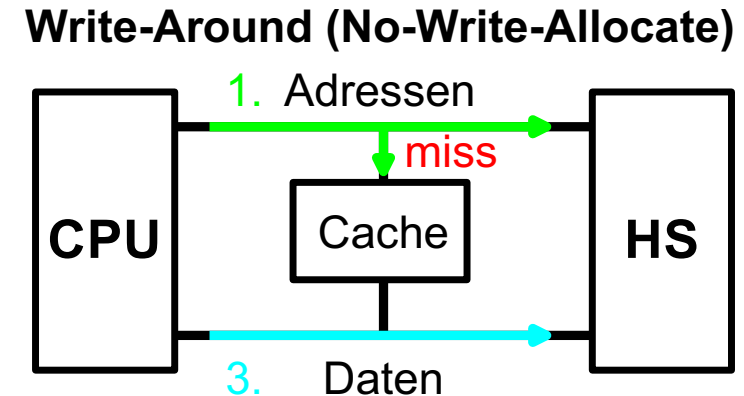 Write-Around (No-Write-Allocate)
1. Adressen
miss
CPU
Cache
HS
3. Daten